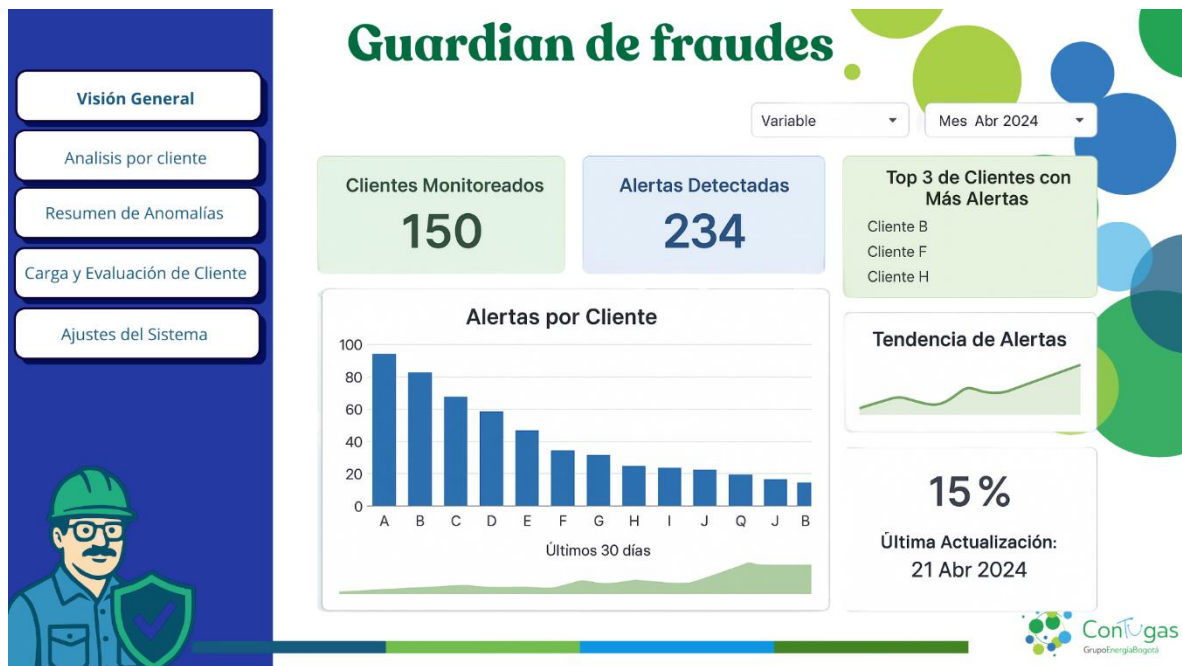 Guardian de fraudes
Visión General
Analisis por cliente
Resumen de Anomalías
Carga y Evaluación de Cliente
Ajustes del Sistema
Variable
Mes Abr 2024
Clientes Monitoreados
150
Alertas Detectadas
234
Top 3 de Clientes con
Más Alertas
Cliente B
Cliente F
Cliente H
Alertas por Cliente
100
80
60
40
20
0
A B C D E F G H I J Q J B
Últimos 30 días
Tendencia de Alertas
15 %
Última Actualización:
21 Abr 2024
ConTUgas
GrupoEnergíaBogotá